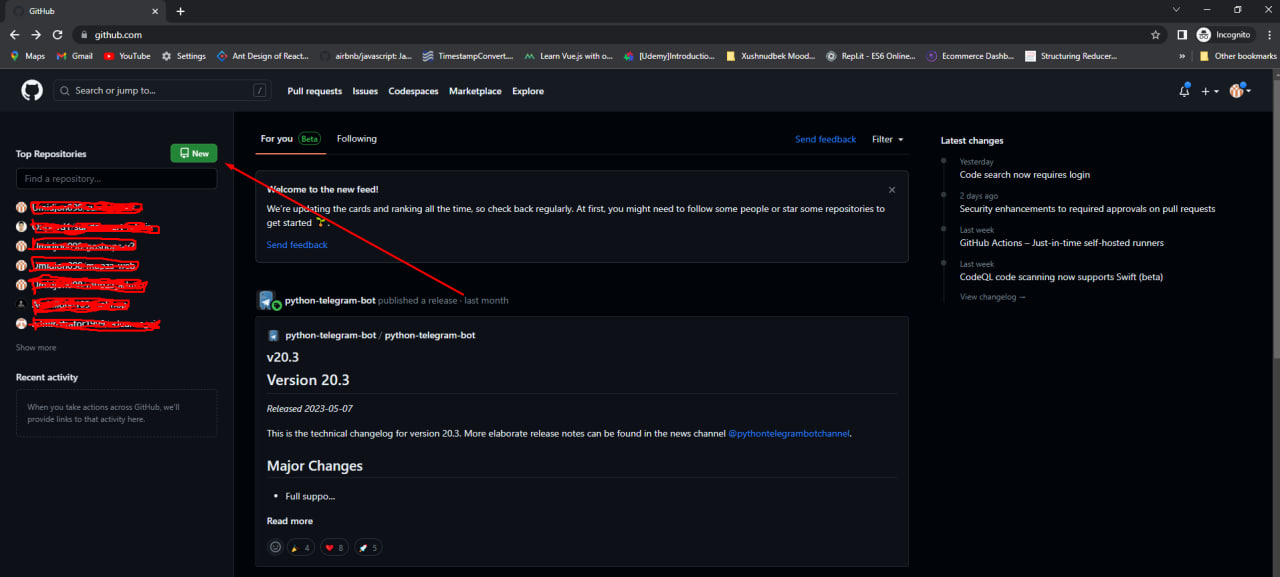 GitHub
github.com
Incognito
Maps
Gmail
YouTube
Settings
Ant Design of React...
airbnb/javascript: Ja...
TimestampConvert....
Learn Vue.js with o...
[Udemy]Introductio...
Xushnudbek Mood...
RepLit - ES6 Online...
Ecommerce Dashb...
Structuring Reducer...
»
Other bookmarks
Search or jump to...
/
Pull requests
Issues
Codespaces
Marketplace
Explore
Top Repositories
New
Find a repository...
Show more
Recent activity
When you take actions across GitHub, we'll
provide links to that activity here.
For you
Beta
Following
Send feedback
Filter
Welcome to the new feed!
We're updating the cards and ranking all the time, so check back regularly. At first, you might need to follow some people or star some repositories to
get started
Send feedback
python-telegram-bot published a release · last month
python-telegram-bot / python-telegram-bot
v20.3
Version 20.3
Released 2023-05-07
This is the technical changelog for version 20.3. More elaborate release notes can be found in the news channel @pythontelegrambotchannel.
Major Changes
• Full suppo...
Read more
4
8
5
Latest changes
Yesterday
Code search now requires login
2 days ago
Security enhancements to required approvals on pull requests
Last week
GitHub Actions – Just-in-time self-hosted runners
Last week
CodeQL code scanning now supports Swift (beta)
View changelog →